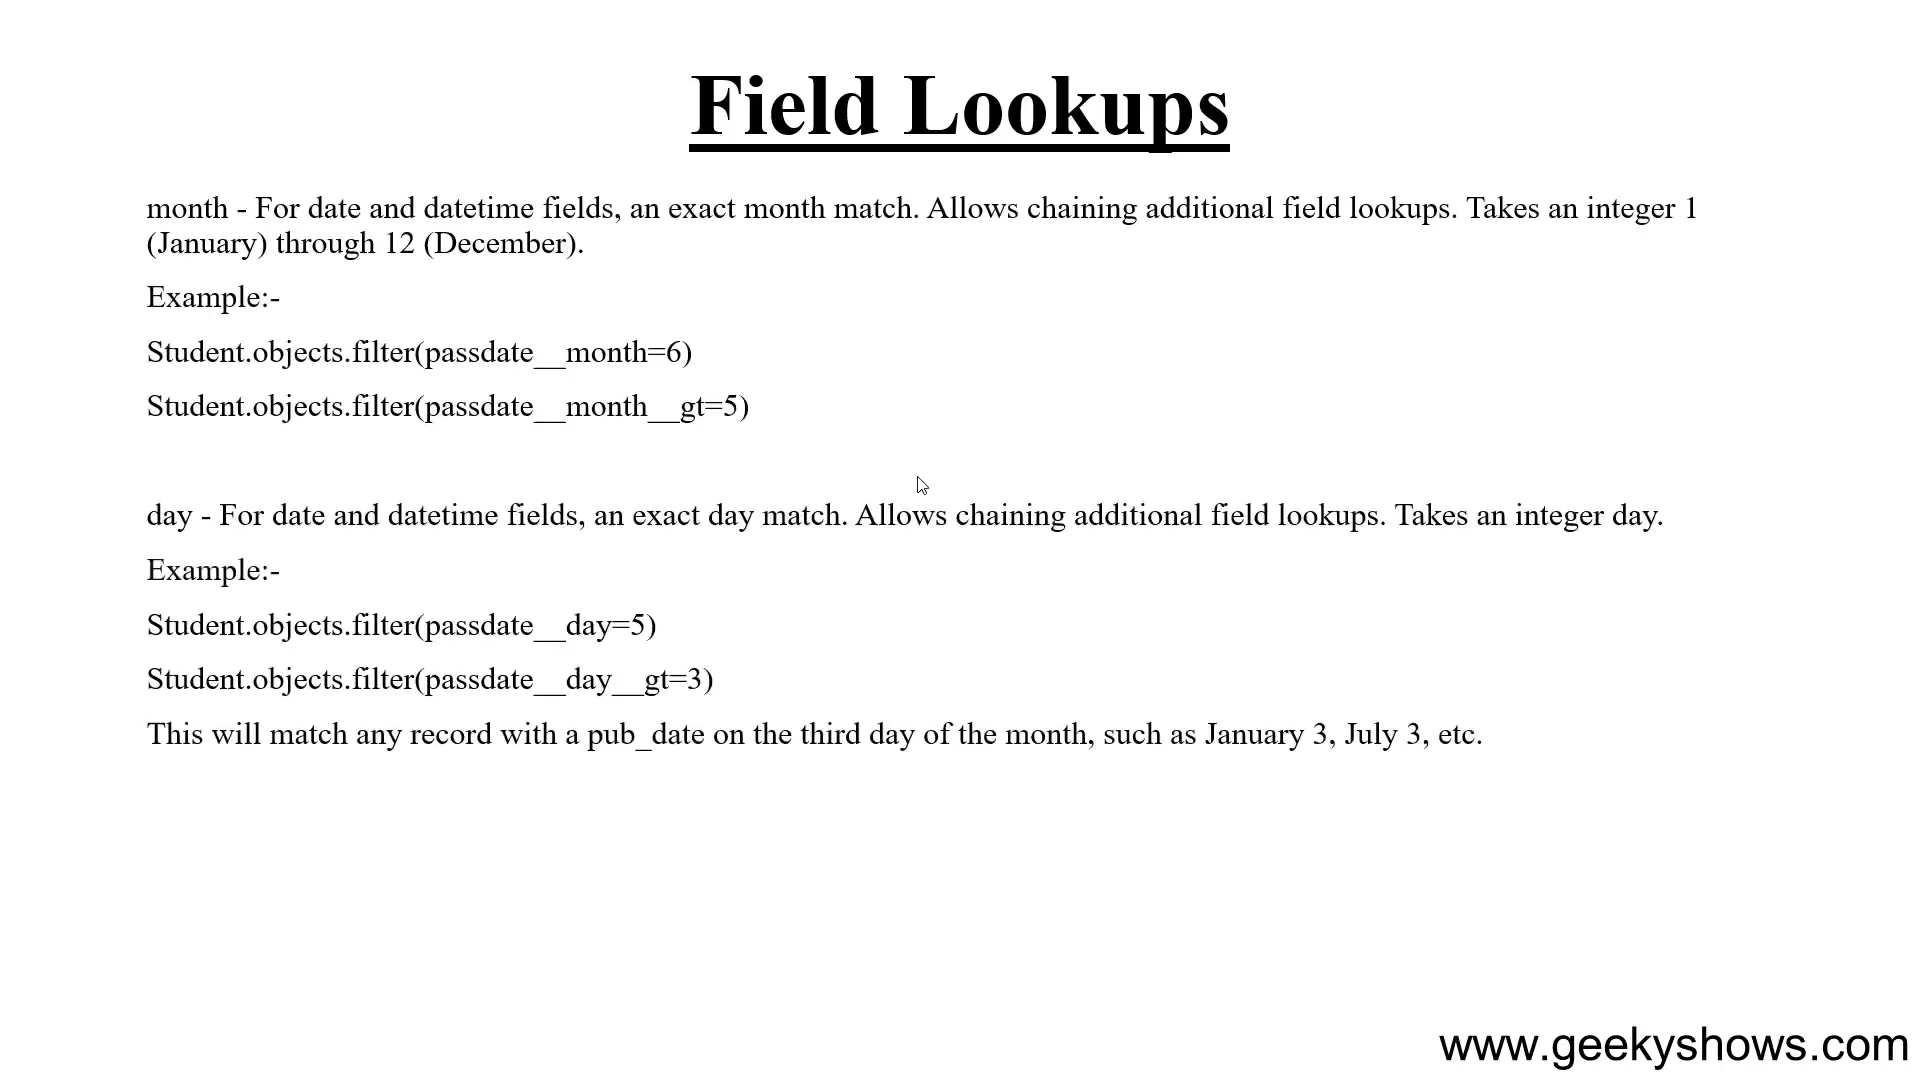 Field Lookups
month - For date and datetime fields, an exact month match. Allows chaining additional field lookups. Takes an integer 1
(January) through 12 (December).
Example:-
Student.objects.filter(passdate__month=6)
Student.objects.filter(passdate__month__gt=5)
day - For date and datetime fields, an exact day match. Allows chaining additional field lookups. Takes an integer day.
Example:-
Student.objects.filter(passdate__day=5)
Student.objects.filter(passdate__day__gt=3)
This will match any record with a pub_date on the third day of the month, such as January 3, July 3, etc.
www.geekyshows.com